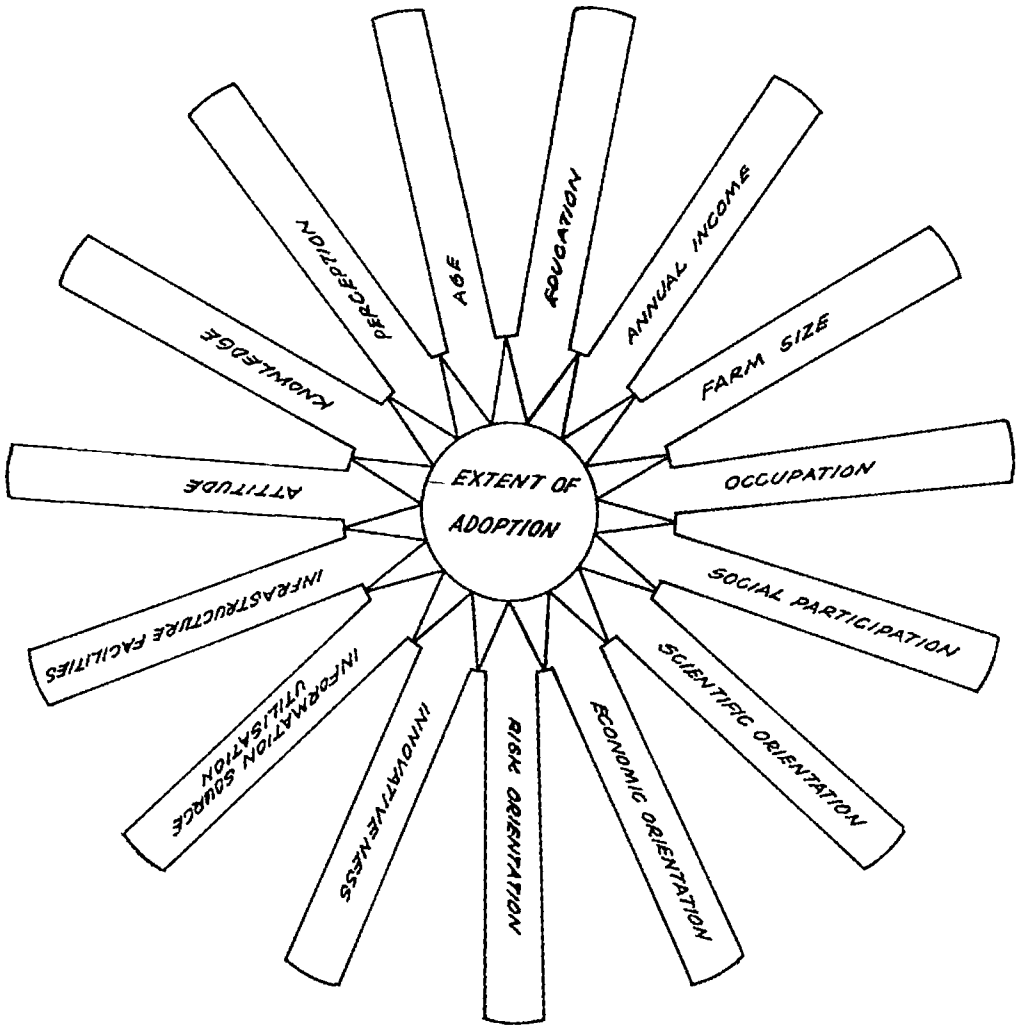 EXTENT OF
ADOPTION
AGE
EDUCATION
ANNUAL INCOME
FARM SIZE
OCCUPATION
SOCIAL PARTICIPATION
SCIENTIFIC ORIENTATION
ECONOMIC ORIENTATION
RISK ORIENTATION
INNOVATIVENESS
INFORMATION SOURCE
UTILISATION
INFRASTRUCTURE FACILITIES
ATTITUDE
KNOWLEDGE
PERCEPTION